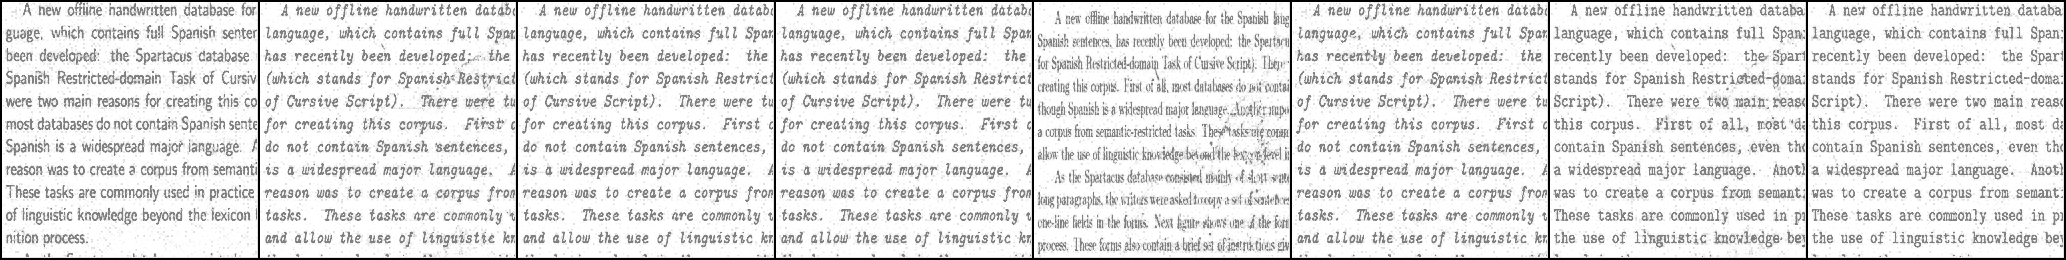 A new offline handwritten database for
guage, which contains full Spanish senter
been developed: the Spartacus database
Spanish Restricted-domain Task of Cursiv
were two main reasons for creating this co
most databases do not contain Spanish sente
Spanish is a widespread major language. A
reason was to create a corpus from semanti
These tasks are commonly used in practice
of linguistic knowledge beyond the lexicon l
nition process.
A new offline handwritten databa
language, which contains full Span
has recently been developed: the
(which stands for Spanish Restrict
of Cursive Script). There were tw
for creating this corpus. First o
do not contain Spanish sentences,
is a widespread major language. A
reason was to create a corpus from
tasks. These tasks are commonly u
and allow the use of linguistic kn
A new offline handwritten databa
language, which contains full Span
has recently been developed: the
(which stands for Spanish Restrict
of Cursive Script). There were tw
for creating this corpus. First o
do not contain Spanish sentences,
is a widespread major language. A
reason was to create a corpus from
tasks. These tasks are commonly u
and allow the use of linguistic kn
A new offline handwritten databa
language, which contains full Span
has recently been developed: the
(which stands for Spanish Restrict
of Cursive Script). There were tw
for creating this corpus. First o
do not contain Spanish sentences,
is a widespread major language. A
reason was to create a corpus from
tasks. These tasks are commonly u
and allow the use of linguistic kn
A new offline handwritten database for the Spanish lang
Spanish sentences, has recently been developed: the Spartacu
for Spanish Restricted-domain Task of Cursive Script). There
creating this corpus. First of all, most databases do not contai
though Spanish is a widespread major language. Another impo
a corpus from semantic-restricted tasks. These tasks are comm
allow the use of linguistic knowledge beyond the lexicon level i
As the Spartacus database consisted mainly of short sente
long paragraphs, the writers were asked to copy a set of sentences
one-line fields in the forms. Next figure shows one of the form
process. These forms also contain a brief set of instructions giv
A new offline handwritten databa
language, which contains full Span
has recently been developed: the
(which stands for Spanish Restrict
of Cursive Script). There were tw
for creating this corpus. First o
do not contain Spanish sentences,
is a widespread major language. A
reason was to create a corpus from
tasks. These tasks are commonly u
and allow the use of linguistic kn
A new offline handwritten databa
language, which contains full Span
recently been developed: the Spart
stands for Spanish Restricted-domai
Script). There were two main reaso
this corpus. First of all, most da
contain Spanish sentences, even tho
a widespread major language. Anoth
was to create a corpus from semanti
These tasks are commonly used in pr
the use of linguistic knowledge bey
A new offline handwritten databa
language, which contains full Span
recently been developed: the Spart
stands for Spanish Restricted-domai
Script). There were two main reaso
this corpus. First of all, most da
contain Spanish sentences, even tho
a widespread major language. Anoth
was to create a corpus from semanti
These tasks are commonly used in pr
the use of linguistic knowledge bey